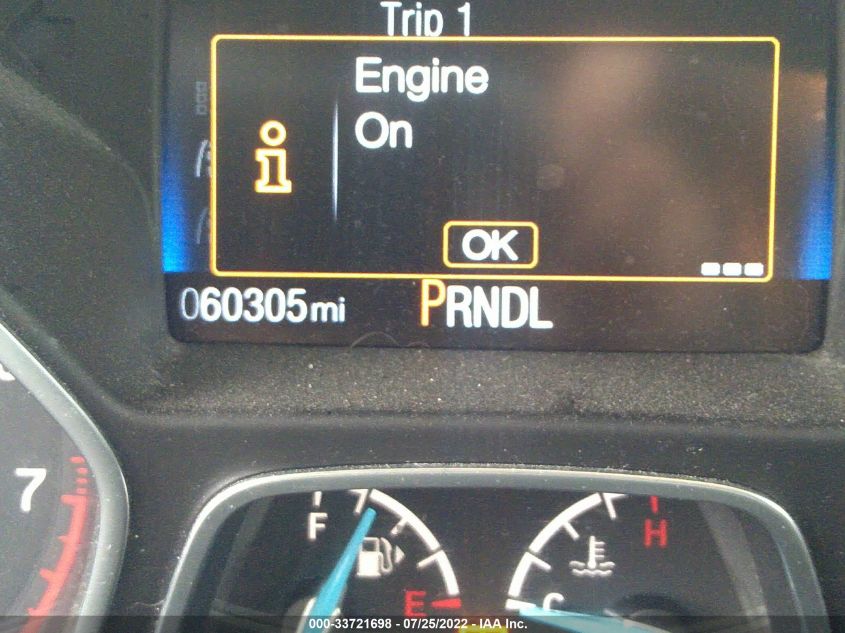 Trip 1
Engine
On
OK
060305mi
PRNDL
7
F
H
E
C
000-33721698 - 07/25/2022 - IAA Inc.